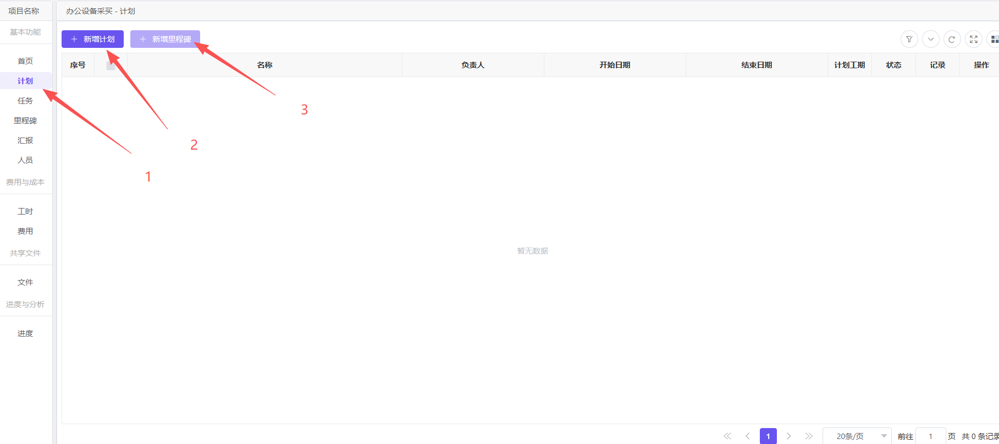 项目名称
办公设备采买 - 计划
基本功能
首页
计划
任务
里程碑
汇报
人员
费用与成本
工时
费用
共享文件
文件
进度与分析
进度
+ 新增计划 + 新增里程碑
序号 名称 负责人 开始日期 结束日期 计划工期 状态 记录 操作
3
2
1
暂无数据
1 20条/页 前往 1 页 共 0 条记录